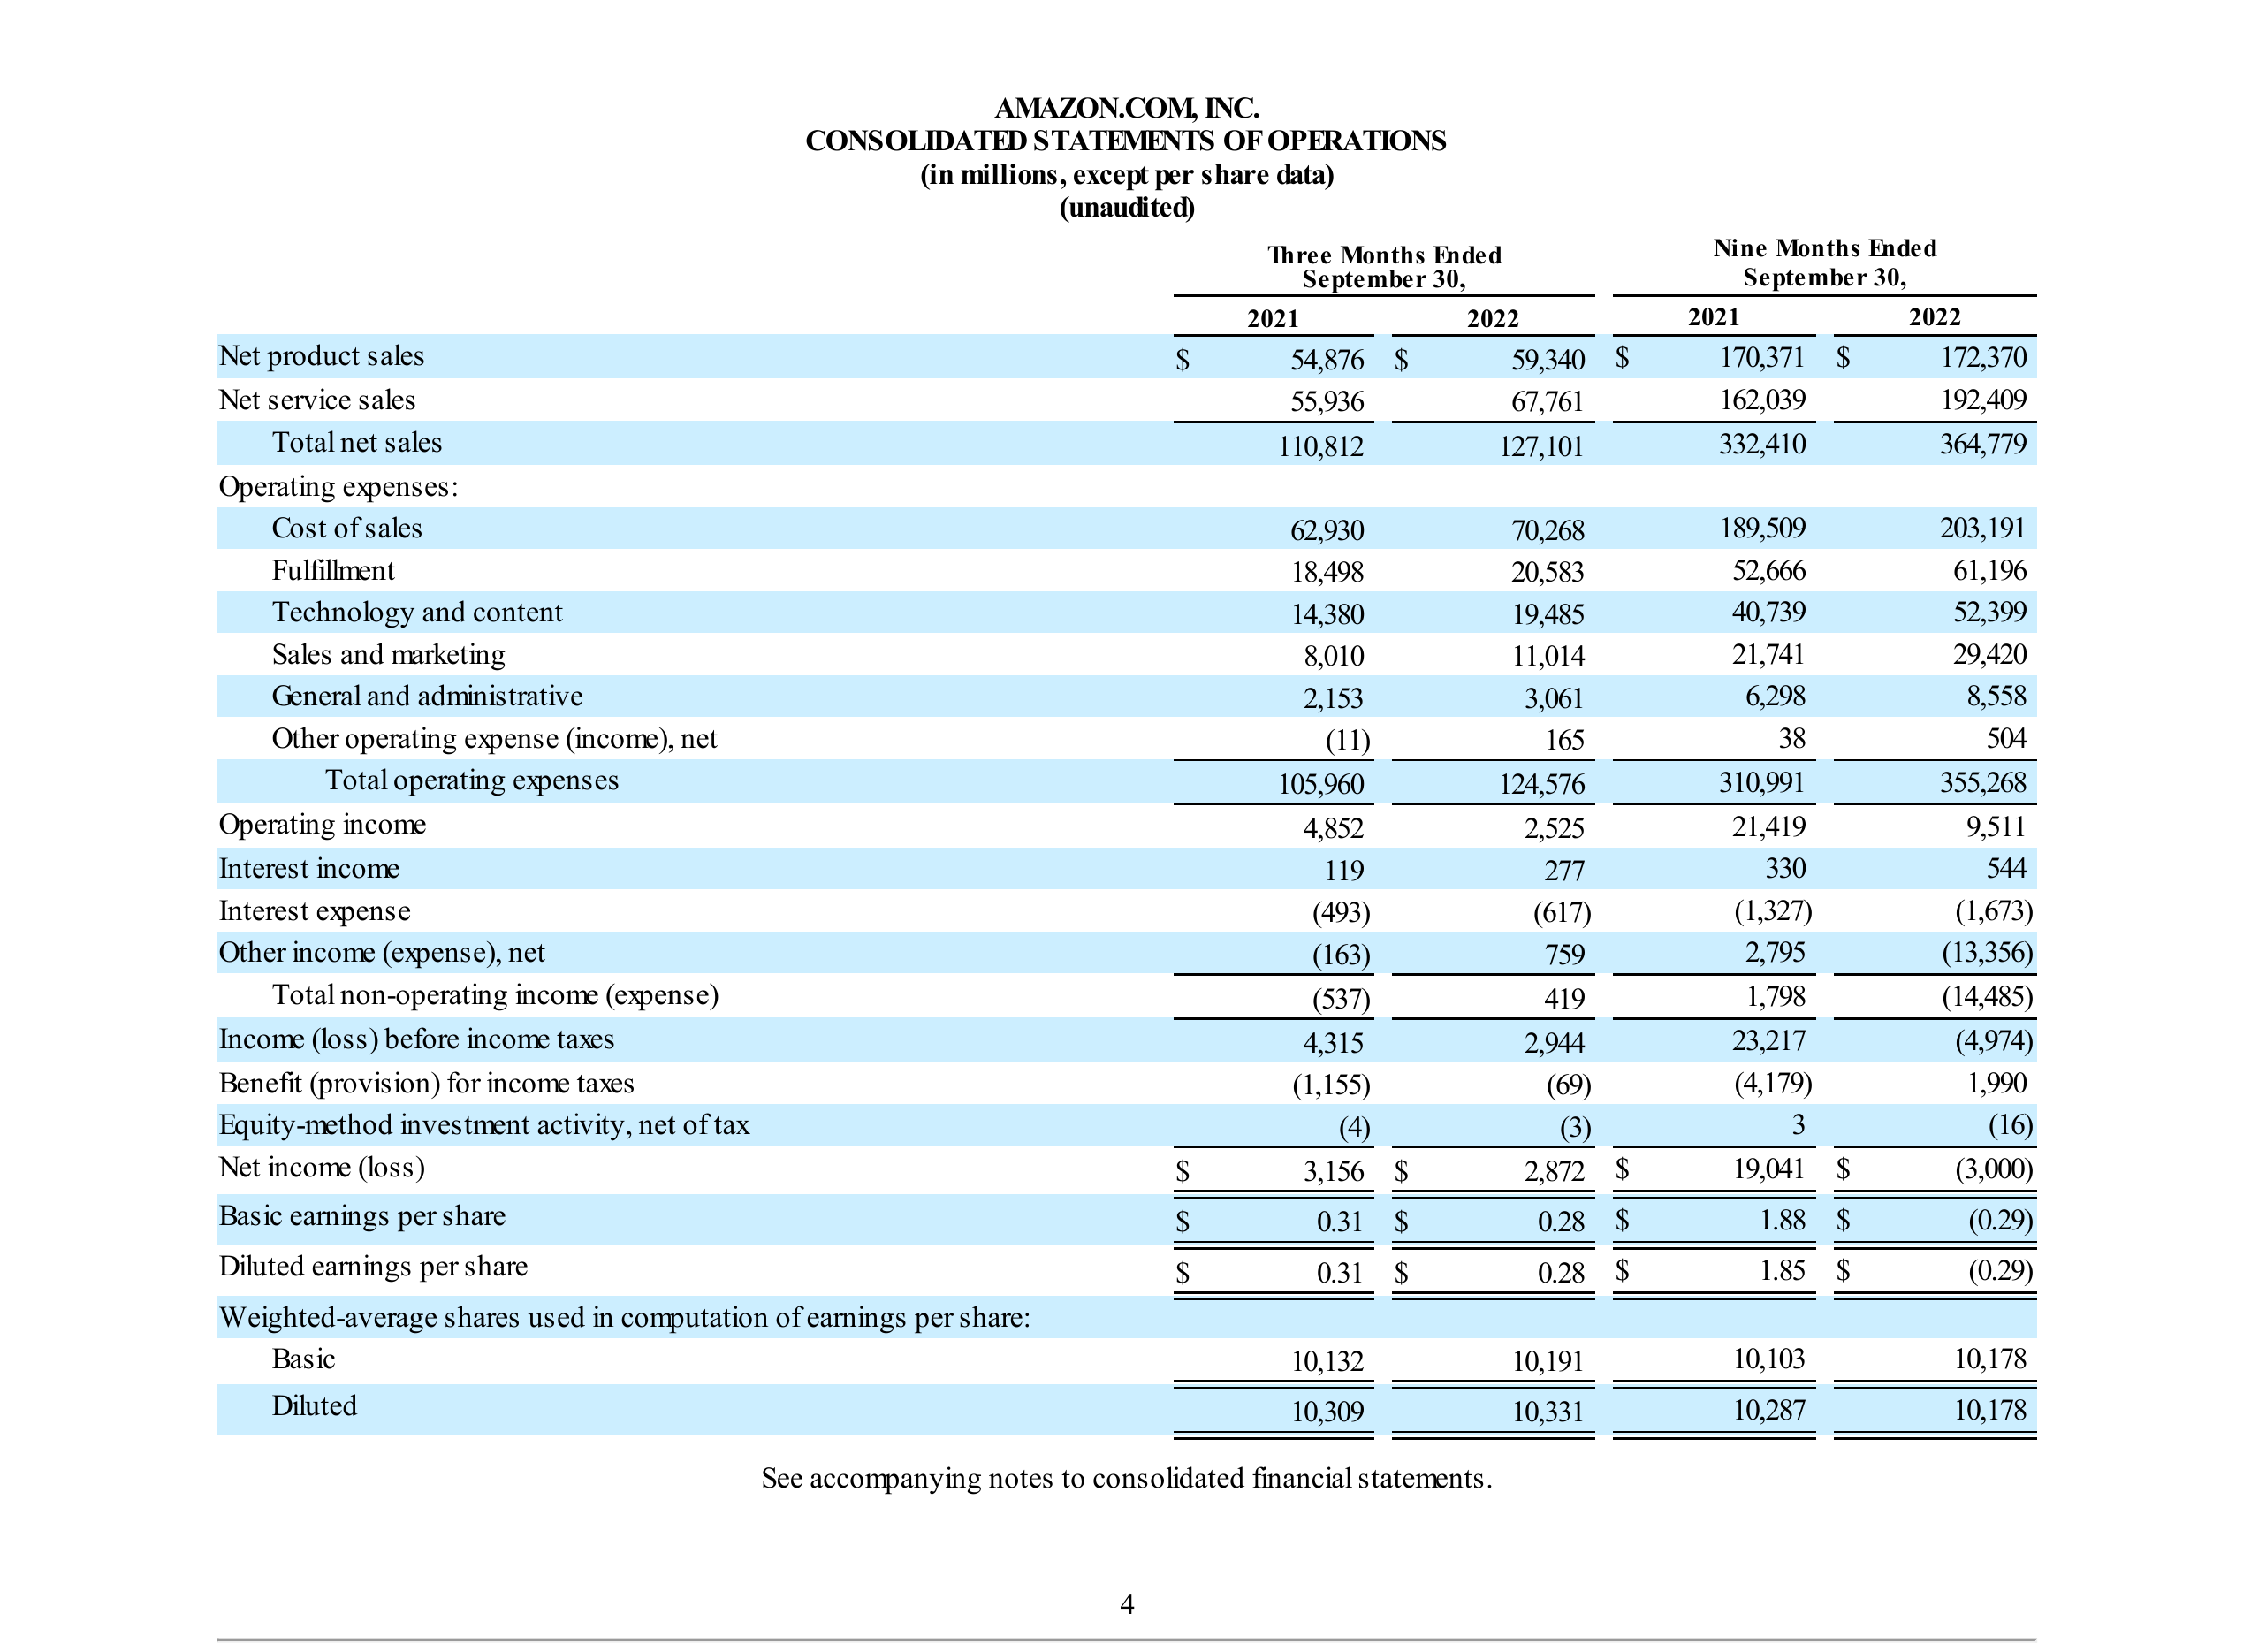 AMAZON.COM, INC.
CONSOLIDATED STATEMENTS OF OPERATIONS
(in millions, except per share data)
(unaudited)
Three Months Ended September 30, Nine Months Ended September 30,
2021 2022 2021 2022
Net product sales $ 54,876 $ 59,340 $ 170,371 $ 172,370
Net service sales 55,936 67,761 162,039 192,409
Total net sales 110,812 127,101 332,410 364,779
Operating expenses:
Cost of sales 62,930 70,268 189,509 203,191
Fulfillment 18,498 20,583 52,666 61,196
Technology and content 14,380 19,485 40,739 52,399
Sales and marketing 8,010 11,014 21,741 29,420
General and administrative 2,153 3,061 6,298 8,558
Other operating expense (income), net (11) 165 38 504
Total operating expenses 105,960 124,576 310,991 355,268
Operating income 4,852 2,525 21,419 9,511
Interest income 119 277 330 544
Interest expense (493) (617) (1,327) (1,673)
Other income (expense), net (163) 759 2,795 (13,356)
Total non-operating income (expense) (537) 419 1,798 (14,485)
Income (loss) before income taxes 4,315 2,944 23,217 (4,974)
Benefit (provision) for income taxes (1,155) (69) (4,179) 1,990
Equity-method investment activity, net of tax (4) (3) 3 (16)
Net income (loss) $ 3,156 $ 2,872 $ 19,041 $ (3,000)
Basic earnings per share $ 0.31 $ 0.28 $ 1.88 $ (0.29)
Diluted earnings per share $ 0.31 $ 0.28 $ 1.85 $ (0.29)
Weighted-average shares used in computation of earnings per share:
Basic 10,132 10,191 10,103 10,178
Diluted 10,309 10,331 10,287 10,178
See accompanying notes to consolidated financial statements.
4